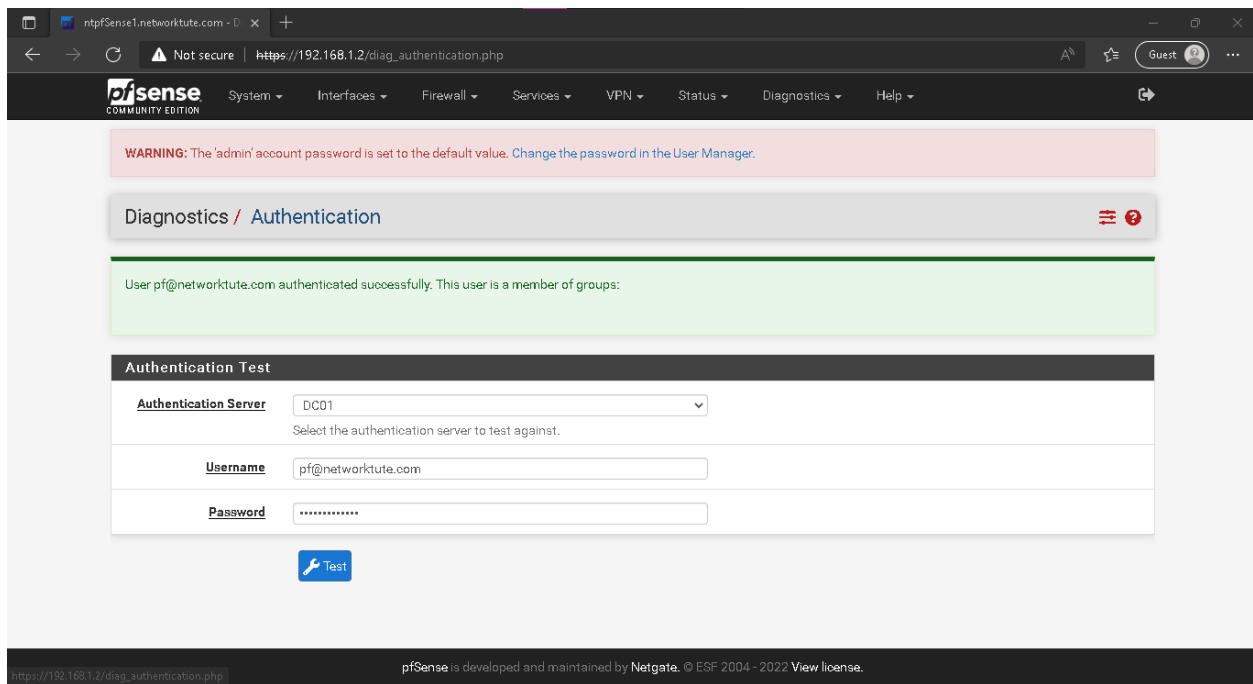 ntpfSense1.networktute.com - D
Not secure | https://192.168.1.2/diag_authentication.php
Guest
pfsense
COMMUNITY EDITION
System
Interfaces
Firewall
Services
VPN
Status
Diagnostics
Help
WARNING: The 'admin' account password is set to the default value. Change the password in the User Manager.
Diagnostics / Authentication
User pf@networktute.com authenticated successfully. This user is a member of groups:
Authentication Test
Authentication Server
DC01
Select the authentication server to test against.
Username
pf@networktute.com
Password
•••••••••••••
Test
pfSense is developed and maintained by Netgate. © ESF 2004 - 2022 View license.
https://192.168.1.2/diag_authentication.php